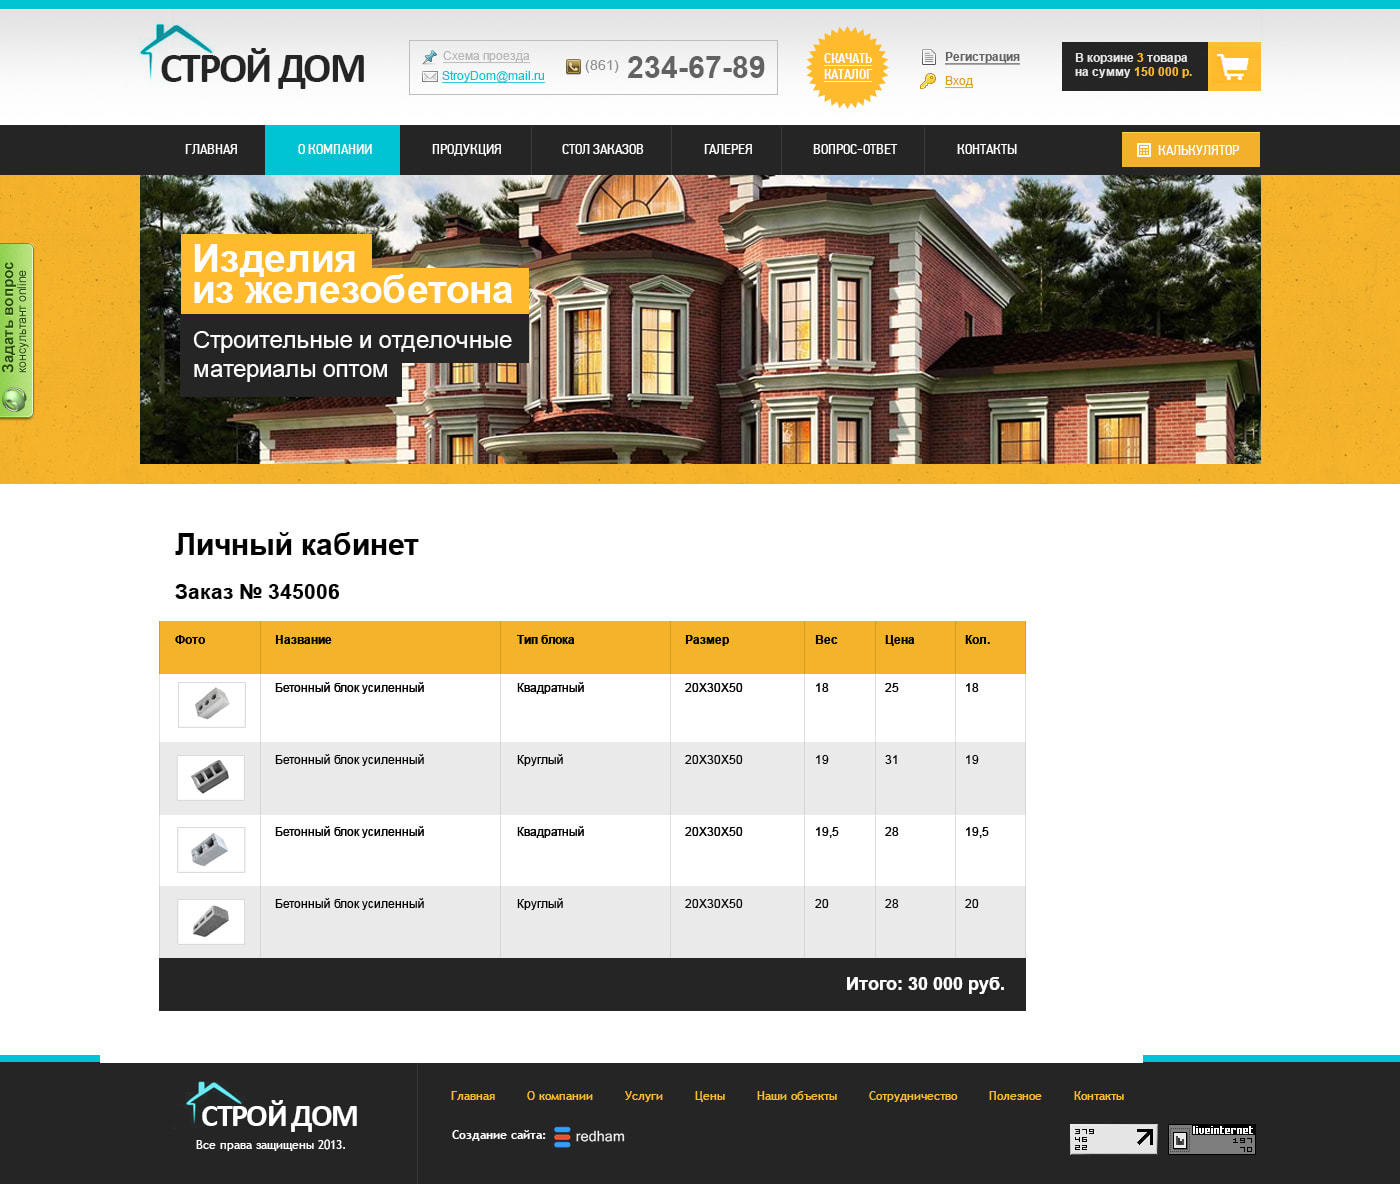 СТРОЙ ДОМ
Схема проезда
StroyDom@mail.ru
(861) 234-67-89
СКАЧАТЬ
КАТАЛОГ
Регистрация
Вход
В корзине 3 товара
на сумму 150 000 р.
ГЛАВНАЯ О КОМПАНИИ ПРОДУКЦИЯ СТОЛ ЗАКАЗОВ ГАЛЕРЕЯ ВОПРОС-ОТВЕТ КОНТАКТЫ КАЛЬКУЛЯТОР
Задать вопрос
консультант online
Изделия
из железобетона
Строительные и отделочные
материалы оптом
Личный кабинет
Заказ № 345006
Фото Название Тип блока Размер Вес Цена Кол.
Бетонный блок усиленный Квадратный 20X30X50 18 25 18
Бетонный блок усиленный Круглый 20X30X50 19 31 19
Бетонный блок усиленный Квадратный 20X30X50 19,5 28 19,5
Бетонный блок усиленный Круглый 20X30X50 20 28 20
Итого: 30 000 руб.
СТРОЙ ДОМ
Все права защищены 2013.
Главная О компании Услуги Цены Наши объекты Сотрудничество Полезное Контакты
Создание сайта: redham
379
46
22
liveinternet
197
70